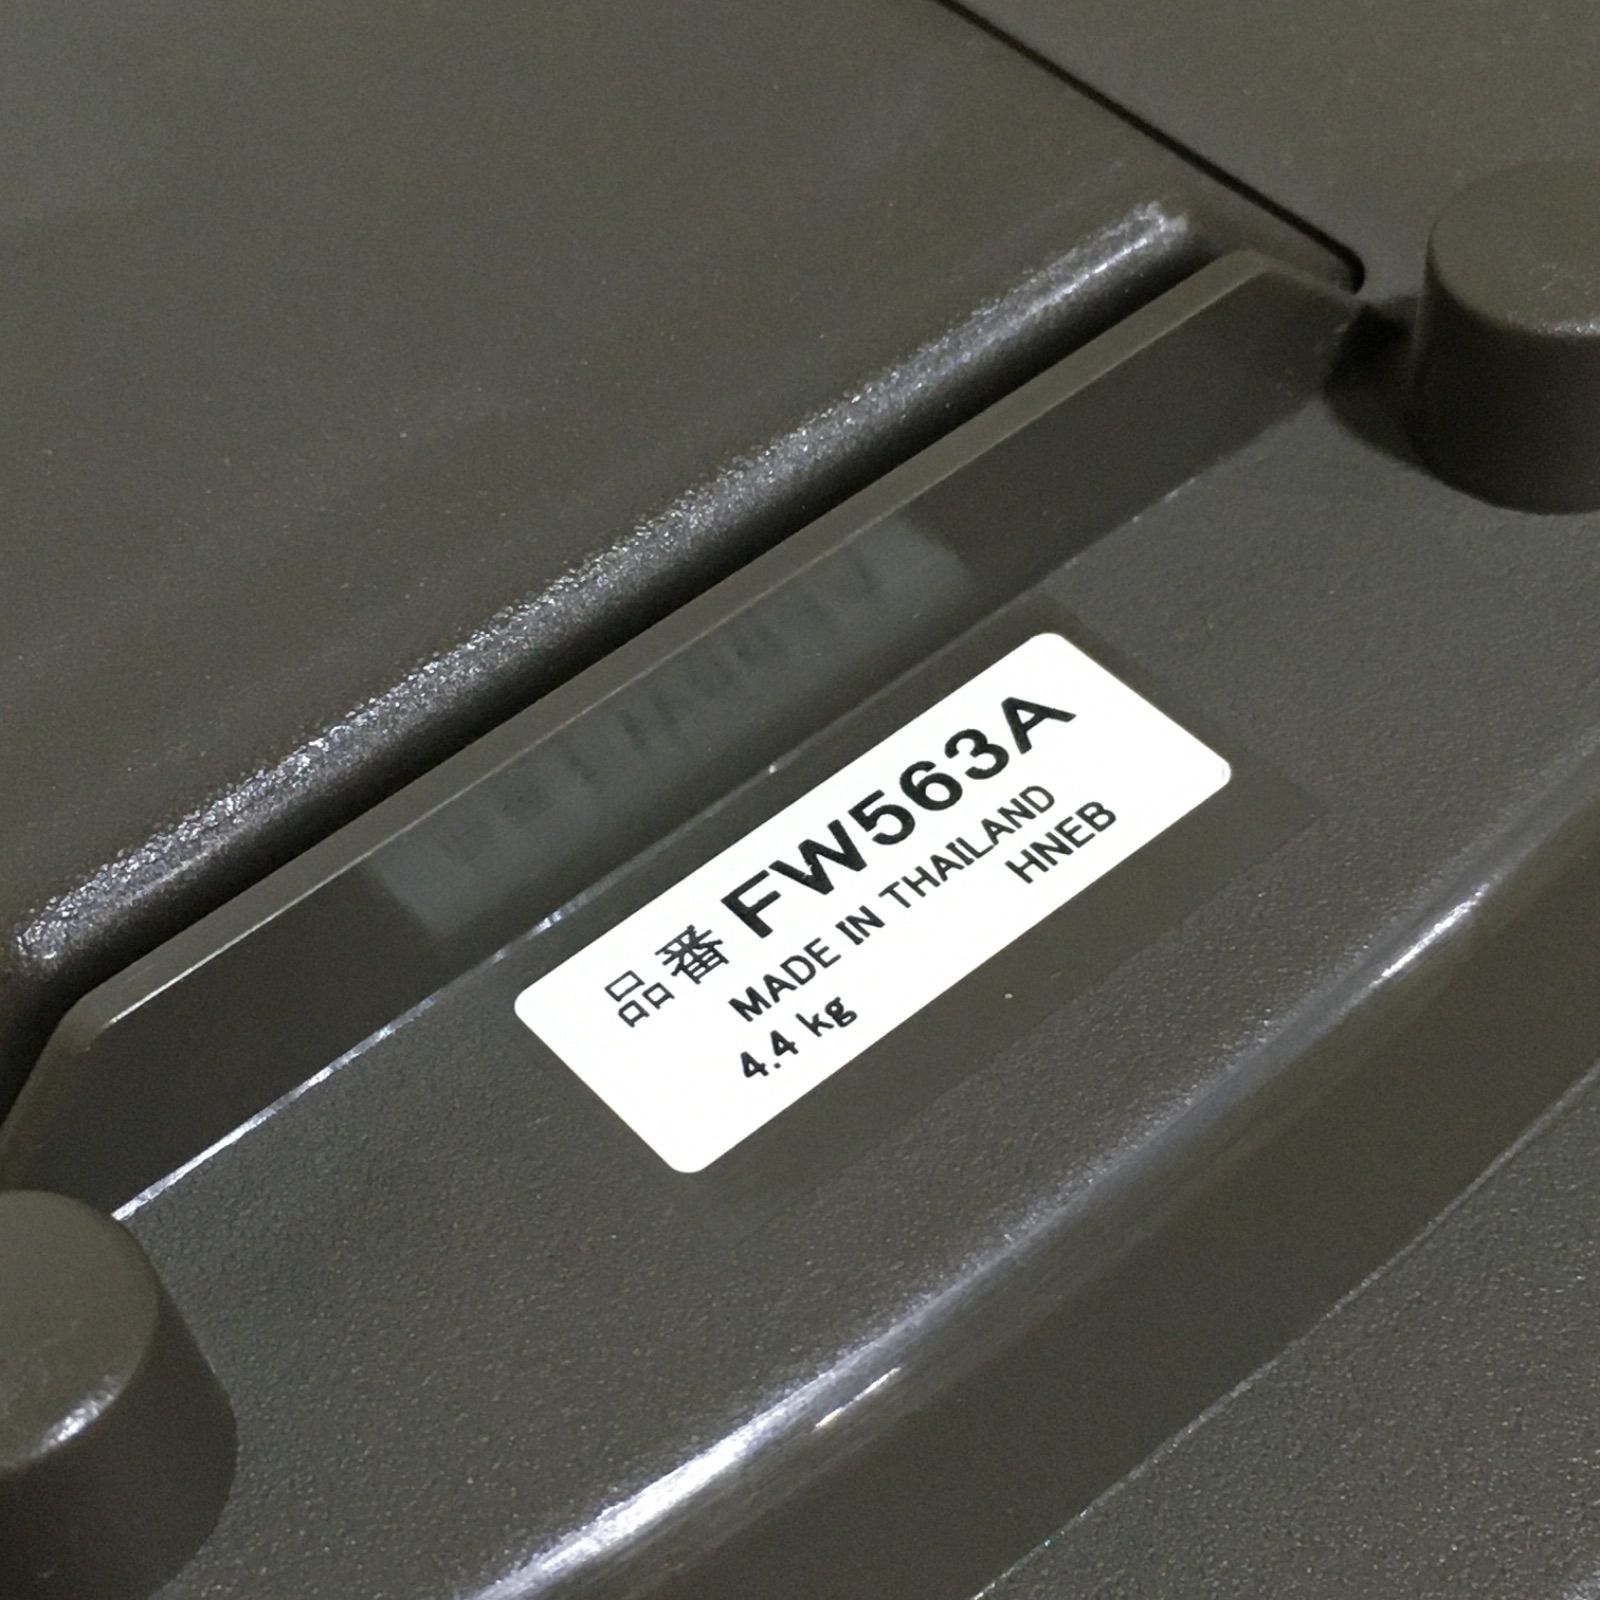 品番 FW563A
MADE IN THAILAND
HNEB
4.4 kg